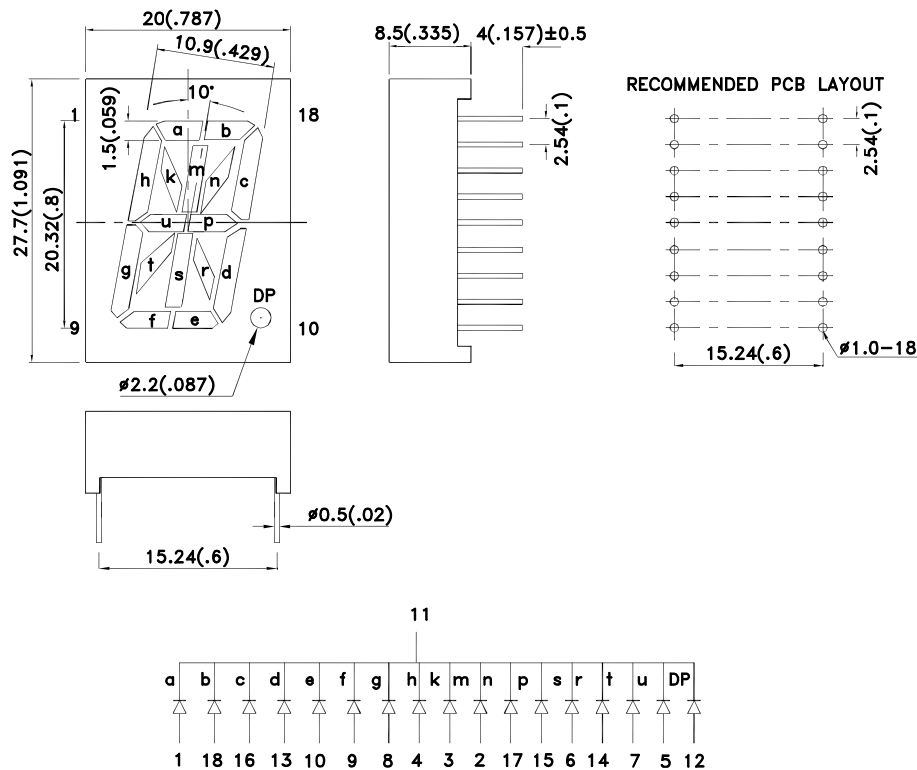 20(.787)
10.9(.429)
10°
1
18
1.5(.059)
a
b
h
k
m
n
c
27.7(1.091)
20.32(.8)
u
p
g
t
s
r
d
DP
f
e
9
10
ø2.2(.087)
8.5(.335)
4(.157)±0.5
2.54(.1)
RECOMMENDED PCB LAYOUT
2.54(.1)
15.24(.6)
ø1.0-18
ø0.5(.02)
15.24(.6)
11
a b c d e f g h k m n p s r t u DP
1 18 16 13 10 9 8 4 3 2 17 15 6 14 7 5 12